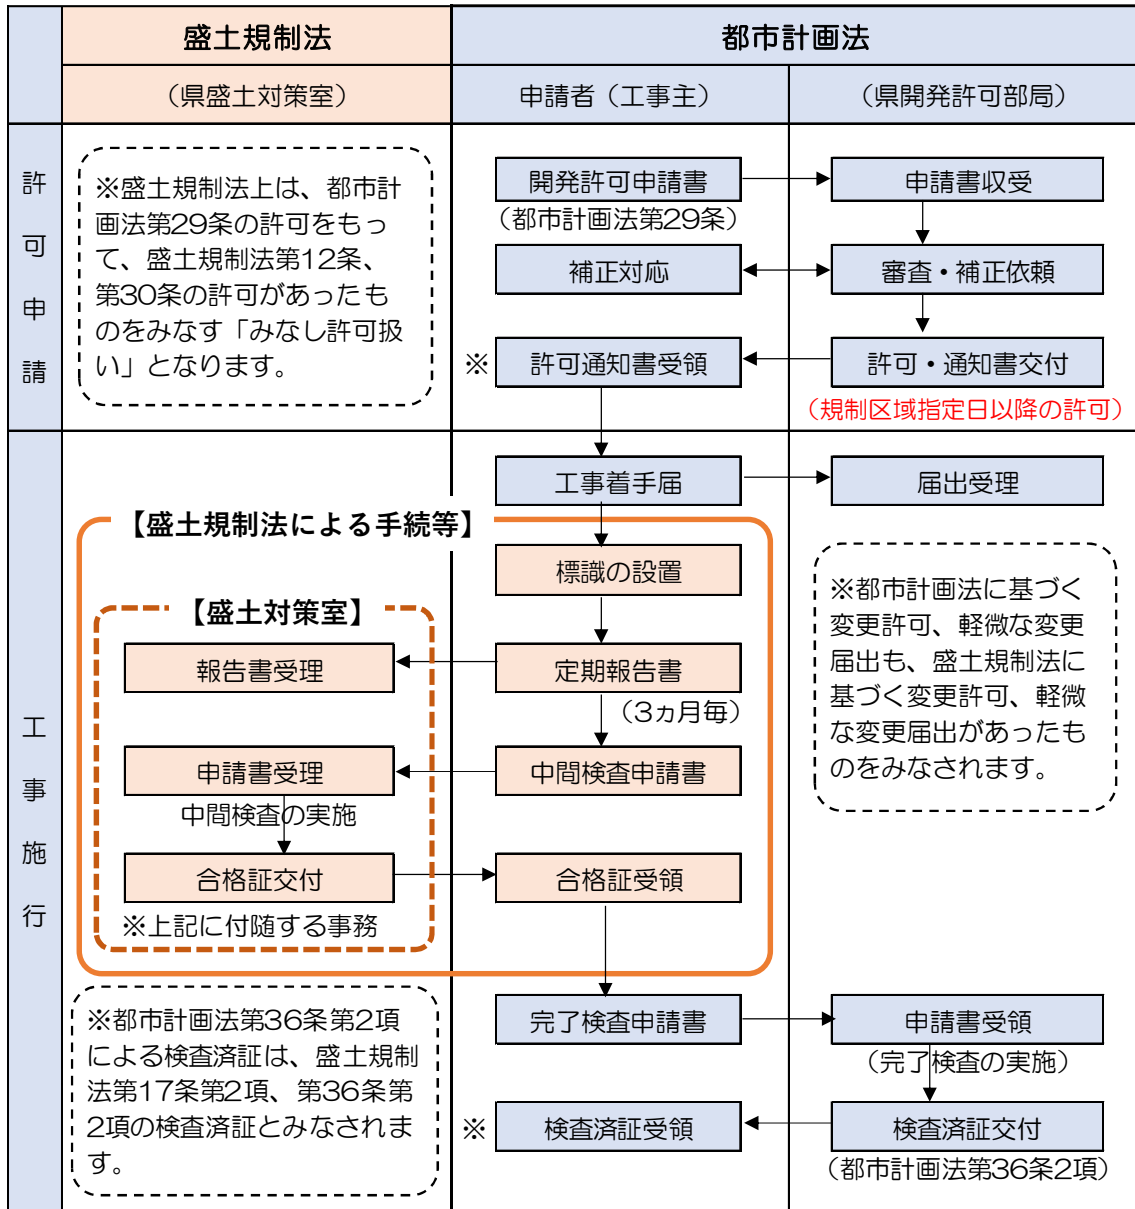 盛土規制法
都市計画法
（県盛土対策室）
申請者（工事主）
（県開発許可部局）
許可申請
※盛土規制法上は、都市計
画法第29条の許可をもっ
て、盛土規制法第12条、
第30条の許可があったも
のをみなす「みなし許可扱
い」となります。
開発許可申請書
申請書収受
（都市計画法第29条）
補正対応
審査・補正依頼
※
許可通知書受領
許可・通知書交付
（規制区域指定日以降の許可）
工事施行
工事着手届
届出受理
【盛土規制法による手続等】
標識の設置
※都市計画法に基づく
変更許可、軽微な変更
届出も、盛土規制法に
基づく変更許可、軽微
な変更届出があったも
のをみなされます。
【盛土対策室】
報告書受理
定期報告書
（3ヵ月毎）
申請書受理
中間検査申請書
中間検査の実施
合格証交付
合格証受領
※上記に付随する事務
※都市計画法第36条第2項
による検査済証は、盛土規制
法第17条第2項、第36条第
2項の検査済証とみなされま
す。
完了検査申請書
申請書受領
（完了検査の実施）
※
検査済証受領
検査済証交付
（都市計画法第36条2項）